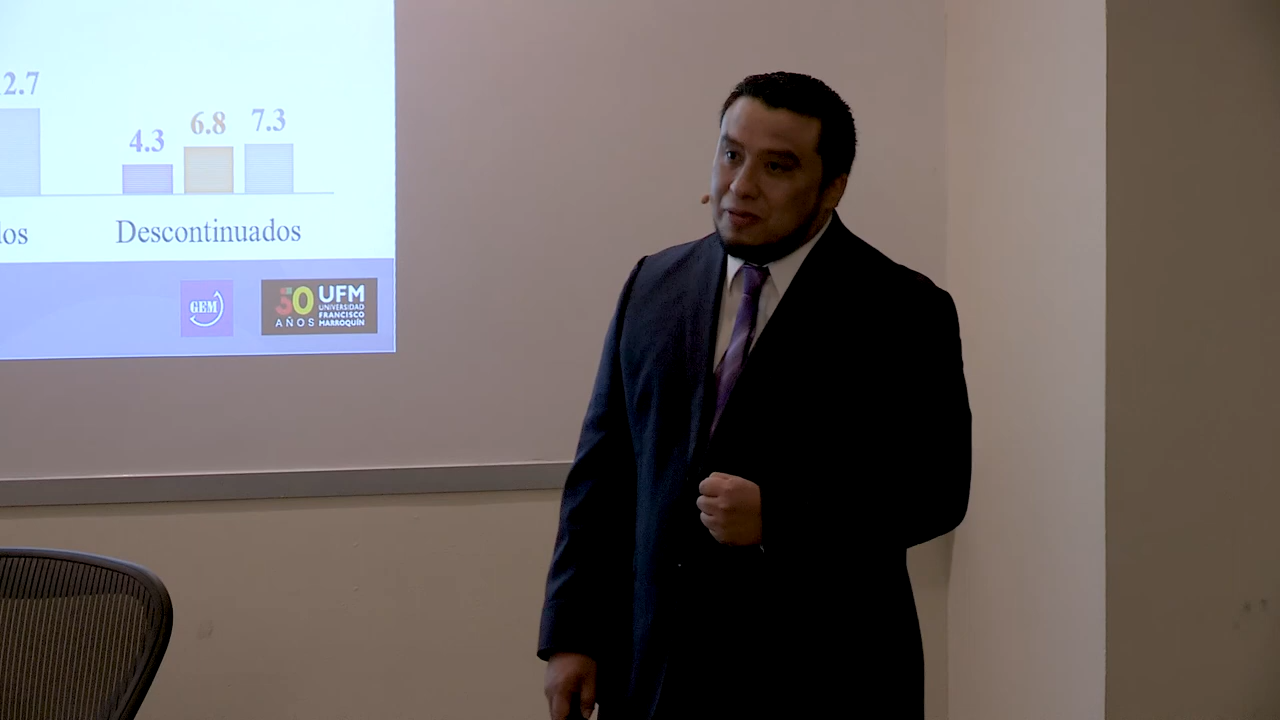 2.7
4.3
6.8
7.3
dos
Descontinuados
GEM
50 AÑOS
UFM
UNIVERSIDAD
FRANCISCO
MARROQUÍN